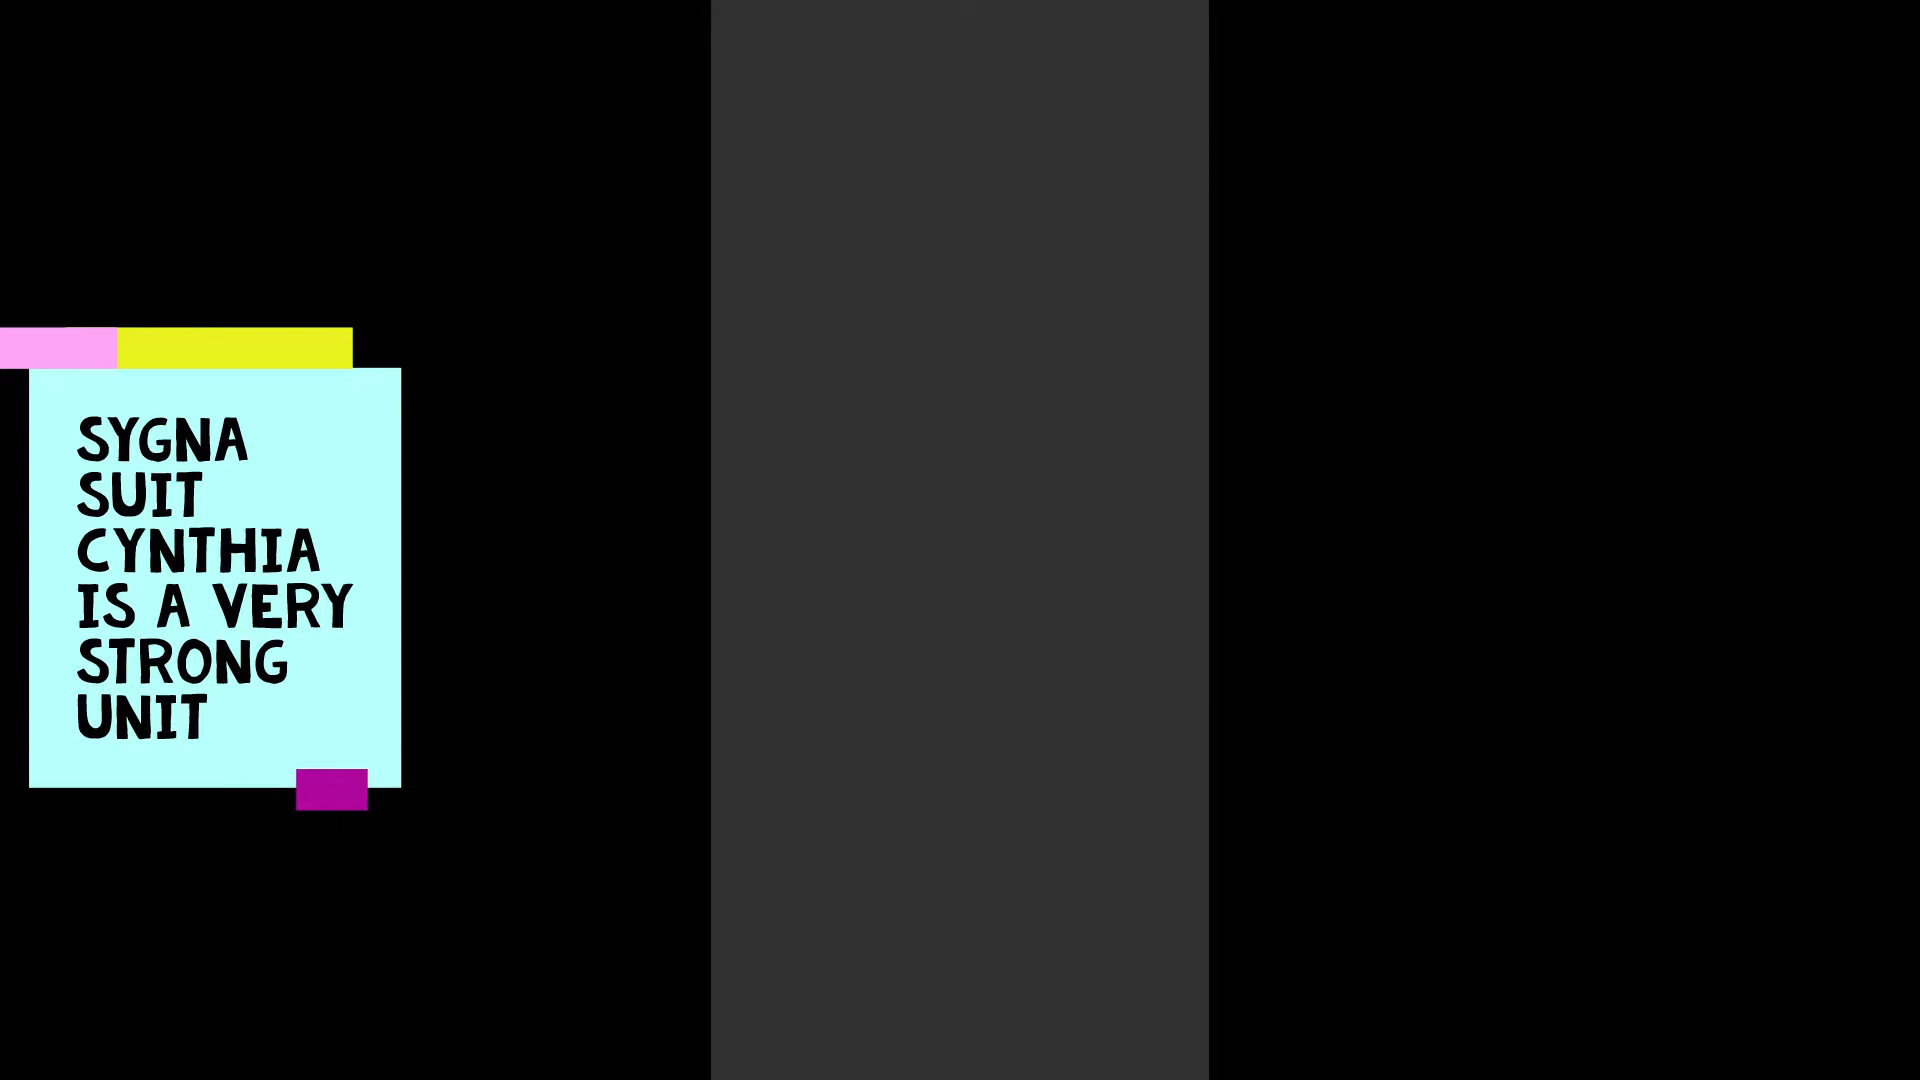 SYGNA
SUIT
CYNTHIA
IS A VERY
STRONG
UNIT